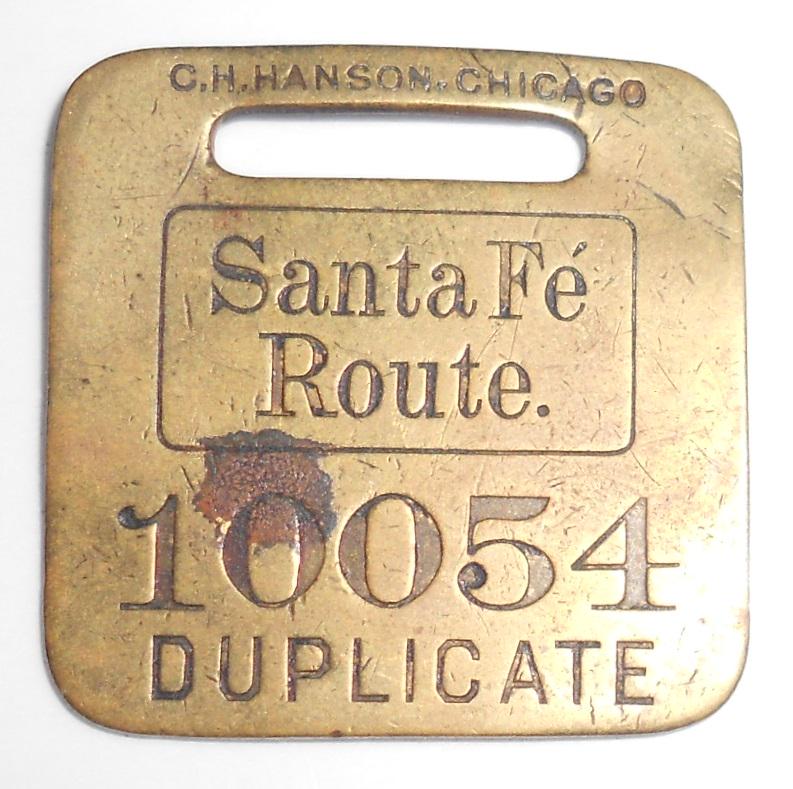 C.H.HANSON.CHICAGO
Santa Fé
Route.
10054
DUPLICATE